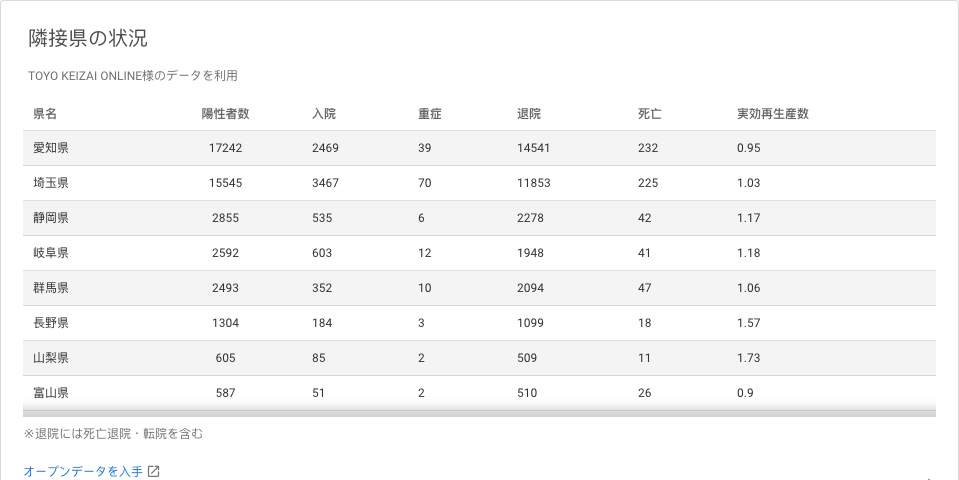 隣接県の状況
TOYO KEIZAI ONLINE様のデータを利用
県名 陽性者数 入院 重症 退院 死亡 実効再生産数
愛知県 17242 2469 39 14541 232 0.95
埼玉県 15545 3467 70 11853 225 1.03
静岡県 2855 535 6 2278 42 1.17
岐阜県 2592 603 12 1948 41 1.18
群馬県 2493 352 10 2094 47 1.06
長野県 1304 184 3 1099 18 1.57
山梨県 605 85 2 509 11 1.73
富山県 587 51 2 510 26 0.9
※退院には死亡退院・転院を含む
オープンデータを入手